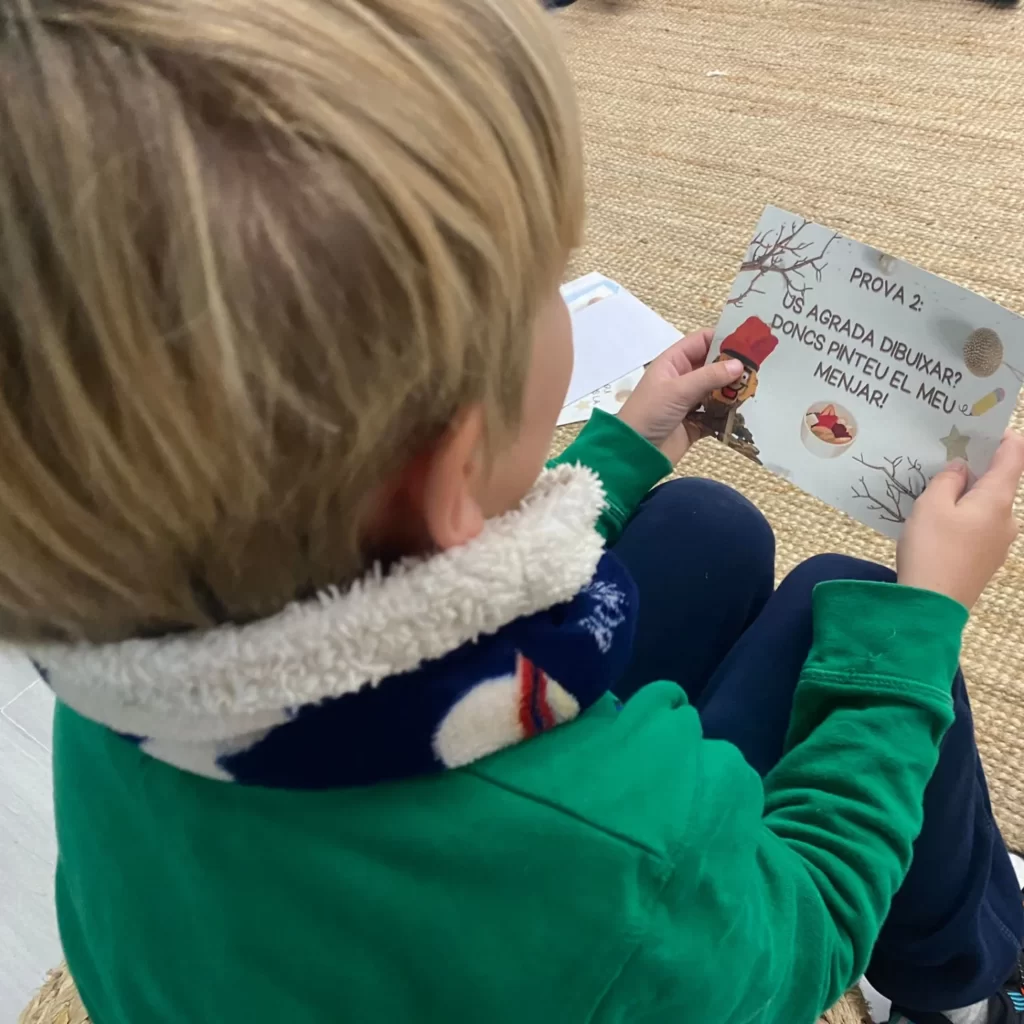 PROVA 2:
US AGRADA DIBUIXAR?
DONCS PINTEU EL MEU
MENJAR!